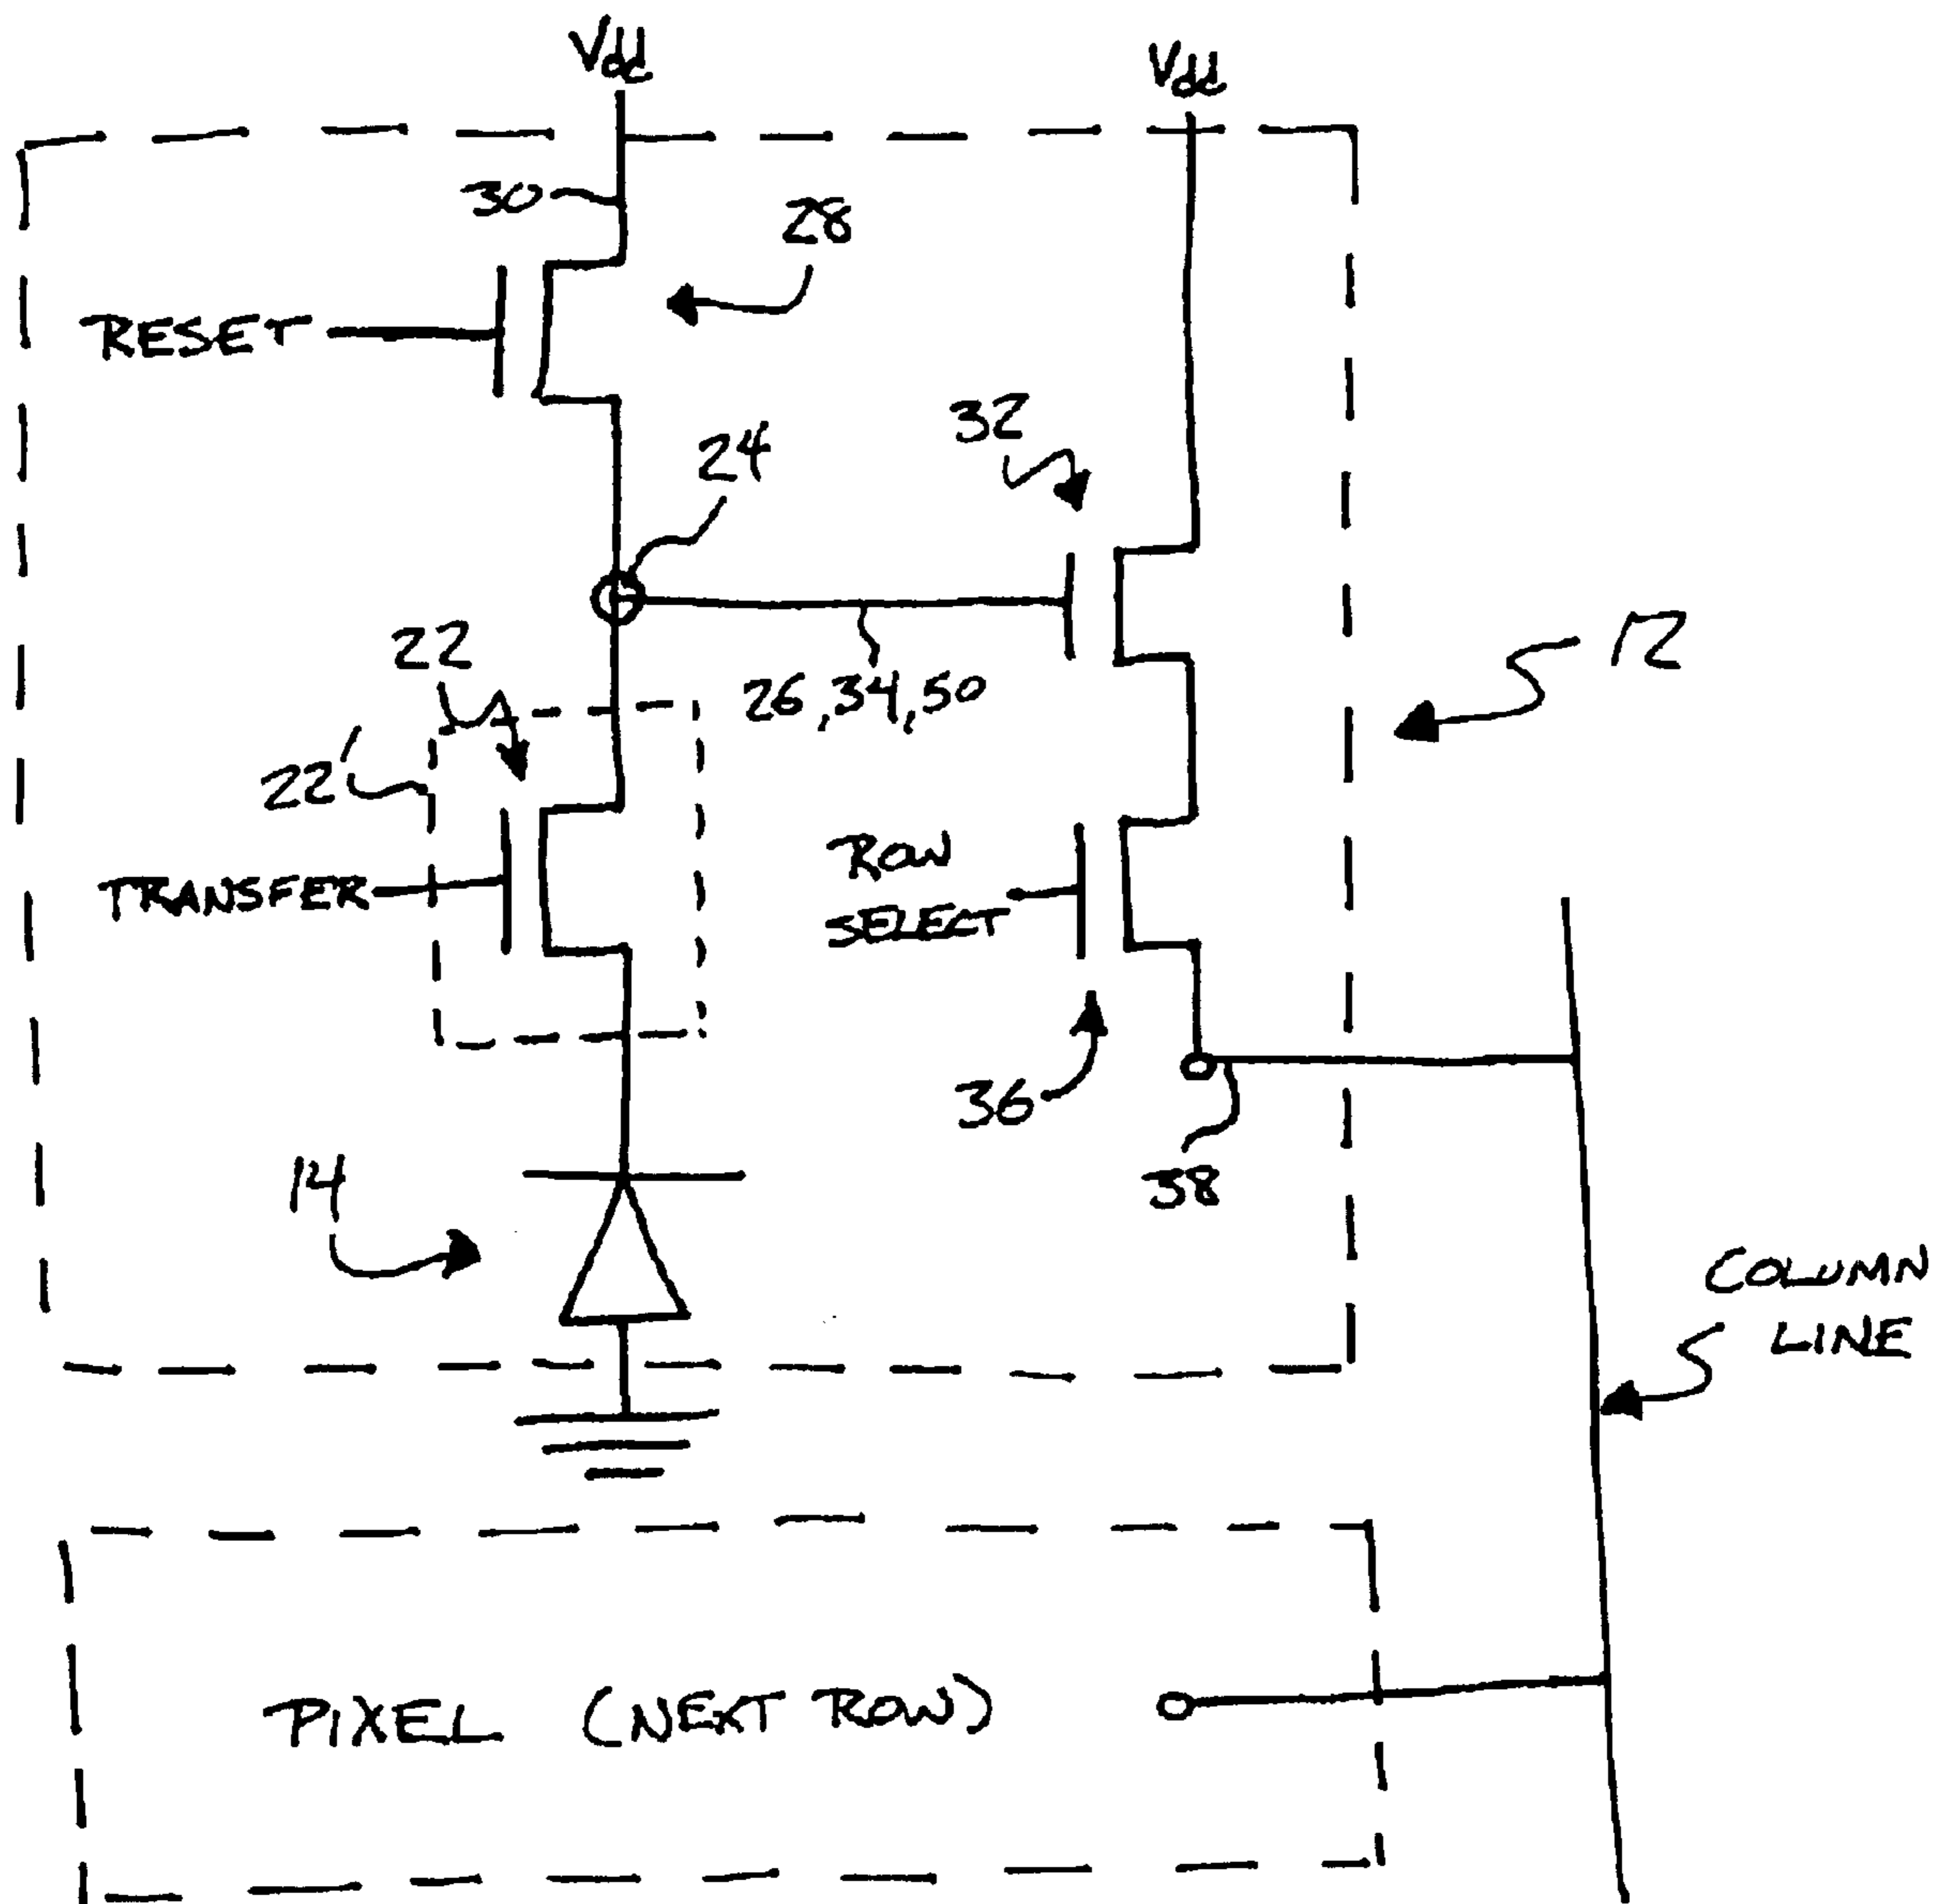 Vdd
Vdd
30
28
RESET
32
24
22
26,34,50
12
22'
ROW
SELECT
TRANSFER
36
38
14
COLUMN
LINE
PIXEL (NEXT ROW)